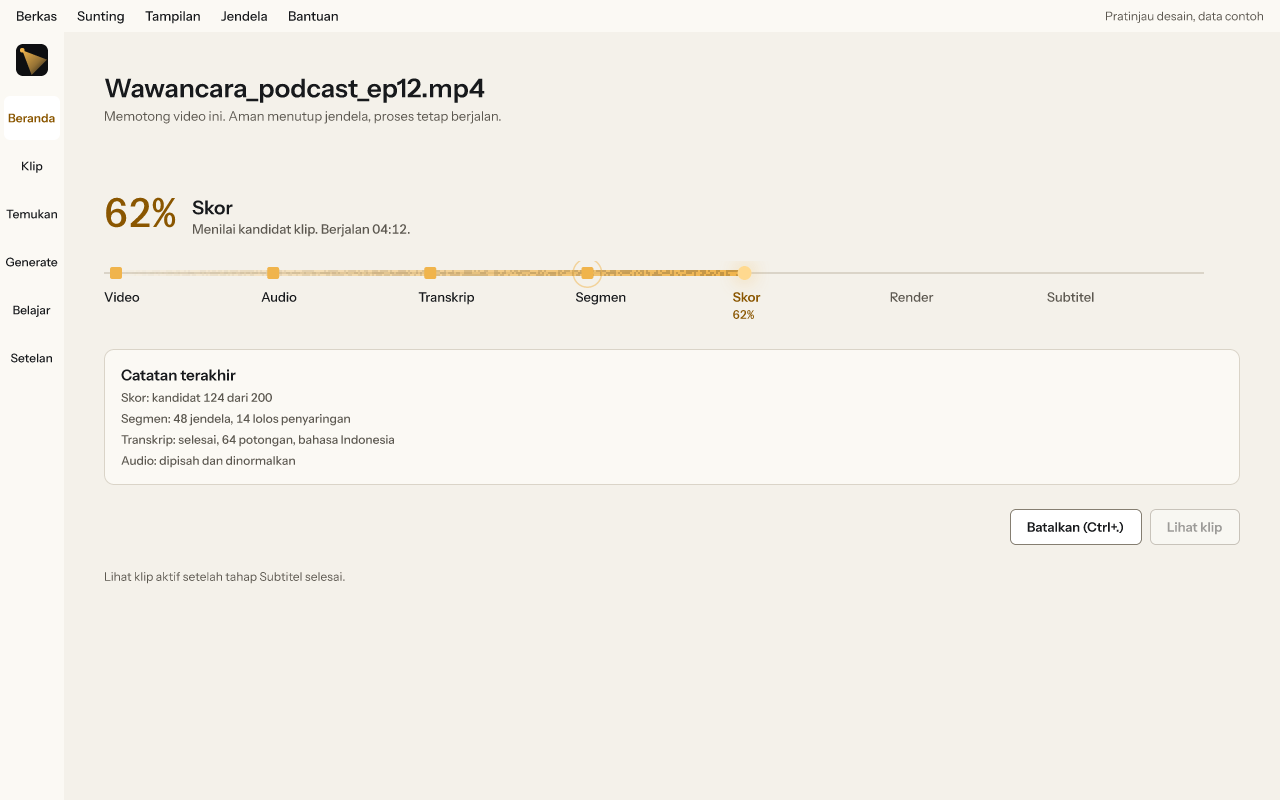 Berkas Sunting Tampilan Jendela Bantuan Pratinjau desain, data contoh
Beranda
Klip
Temukan
Generate
Belajar
Setelan
Wawancara_podcast_ep12.mp4
Memotong video ini. Aman menutup jendela, proses tetap berjalan.
62% Skor
Menilai kandidat klip. Berjalan 04:12.
Video Audio Transkrip Segmen Skor Render Subtitel
62%
Catatan terakhir
Skor: kandidat 124 dari 200
Segmen: 48 jendela, 14 lolos penyaringan
Transkrip: selesai, 64 potongan, bahasa Indonesia
Audio: dipisah dan dinormalkan
Batalkan (Ctrl+.) Lihat klip
Lihat klip aktif setelah tahap Subtitel selesai.